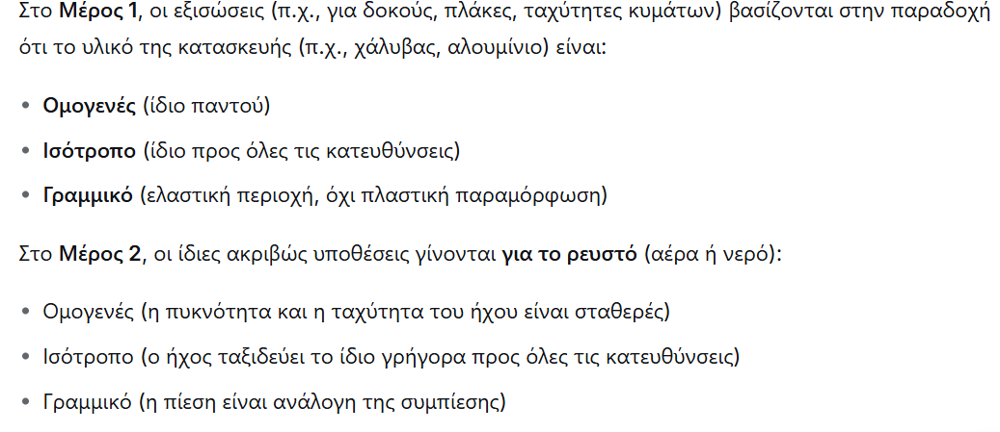 Στο Μέρος 1, οι εξισώσεις (π.χ., για δοκούς, πλάκες, ταχύτητες κυμάτων) βασίζονται στην παραδοχή
ότι το υλικό της κατασκευής (π.χ., χάλυβας, αλουμίνιο) είναι:
• Ομογενές (ίδιο παντού)
• Ισότροπο (ίδιο προς όλες τις κατευθύνσεις)
• Γραμμικό (ελαστική περιοχή, όχι πλαστική παραμόρφωση)
Στο Μέρος 2, οι ίδιες ακριβώς υποθέσεις γίνονται για το ρευστό (αέρα ή νερό):
• Ομογενές (η πυκνότητα και η ταχύτητα του ήχου είναι σταθερές)
• Ισότροπο (ο ήχος ταξιδεύει το ίδιο γρήγορα προς όλες τις κατευθύνσεις)
• Γραμμικό (η πίεση είναι ανάλογη της συμπίεσης)